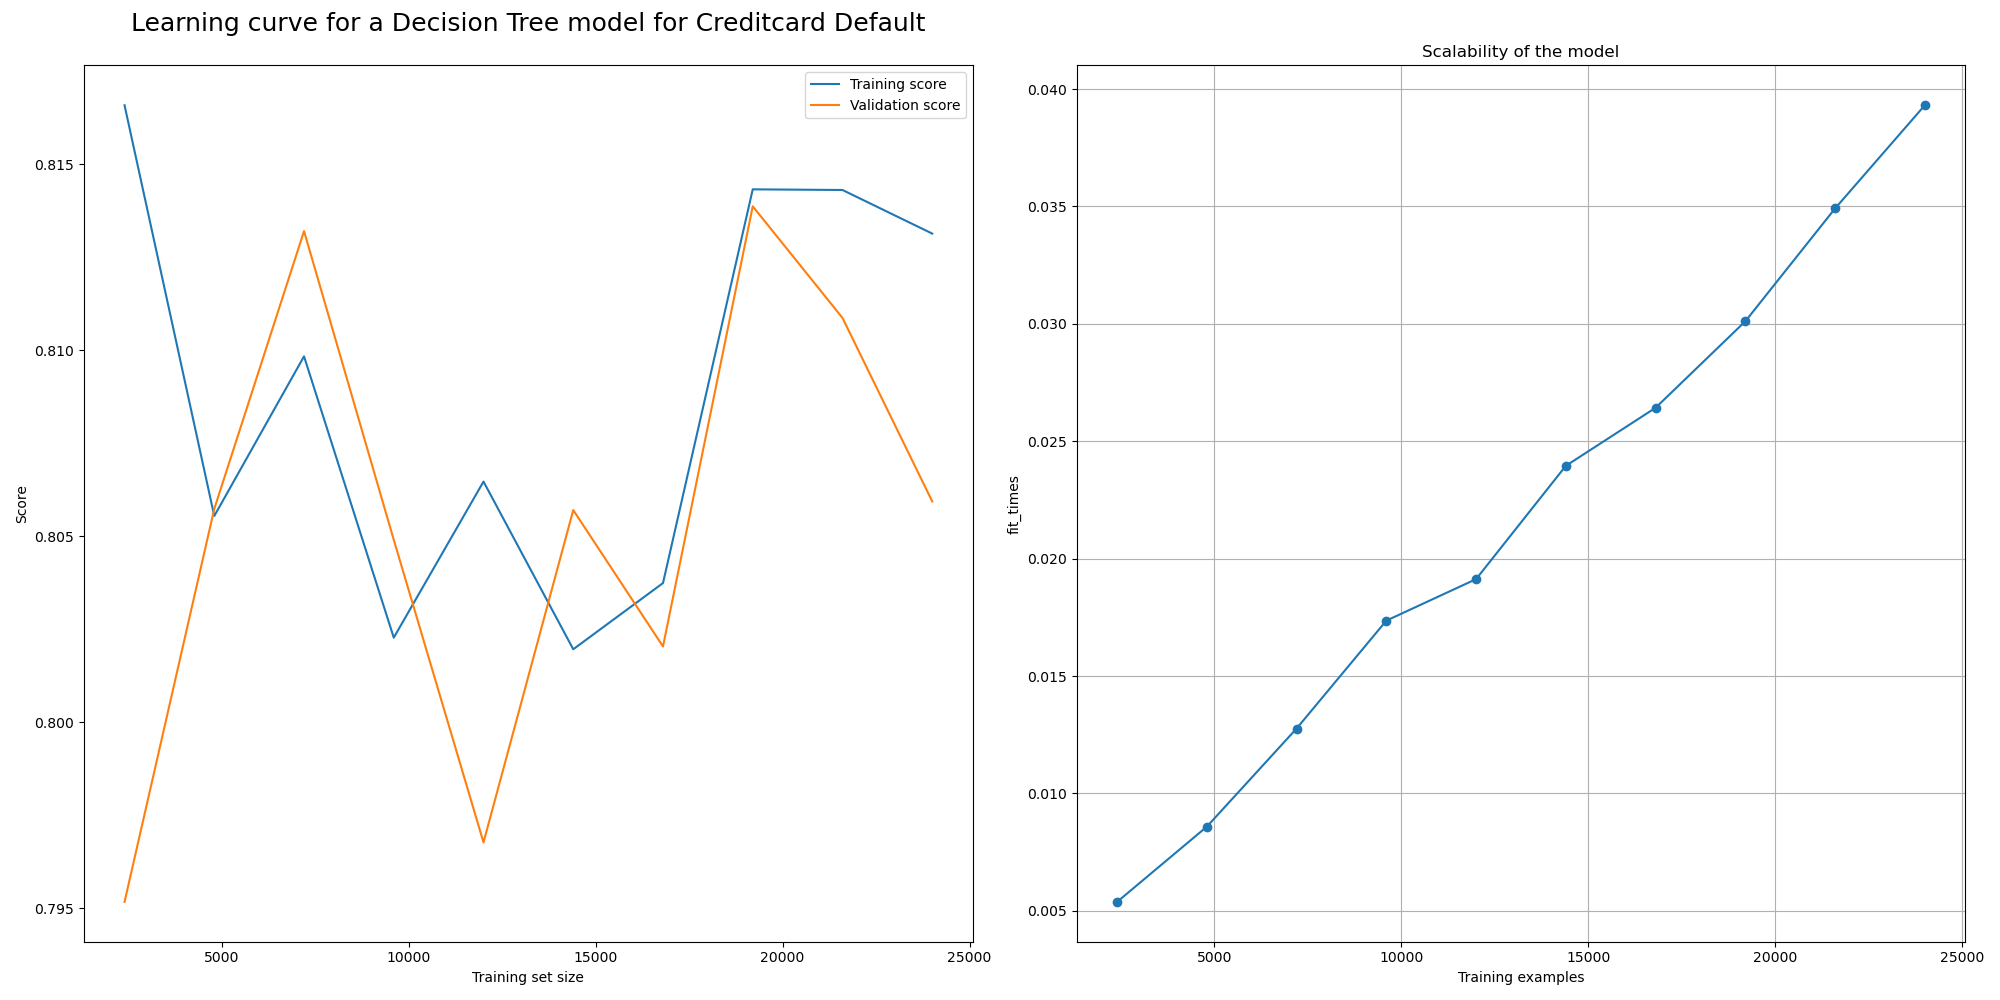 Learning curve for a Decision Tree model for Creditcard Default
Training score
Validation score
0.815
0.810
0.805
0.800
0.795
Score
5000
10000
15000
20000
25000
Training set size
Scalability of the model
0.040
0.035
0.030
0.025
0.020
0.015
0.010
0.005
fit_times
5000
10000
15000
20000
25000
Training examples